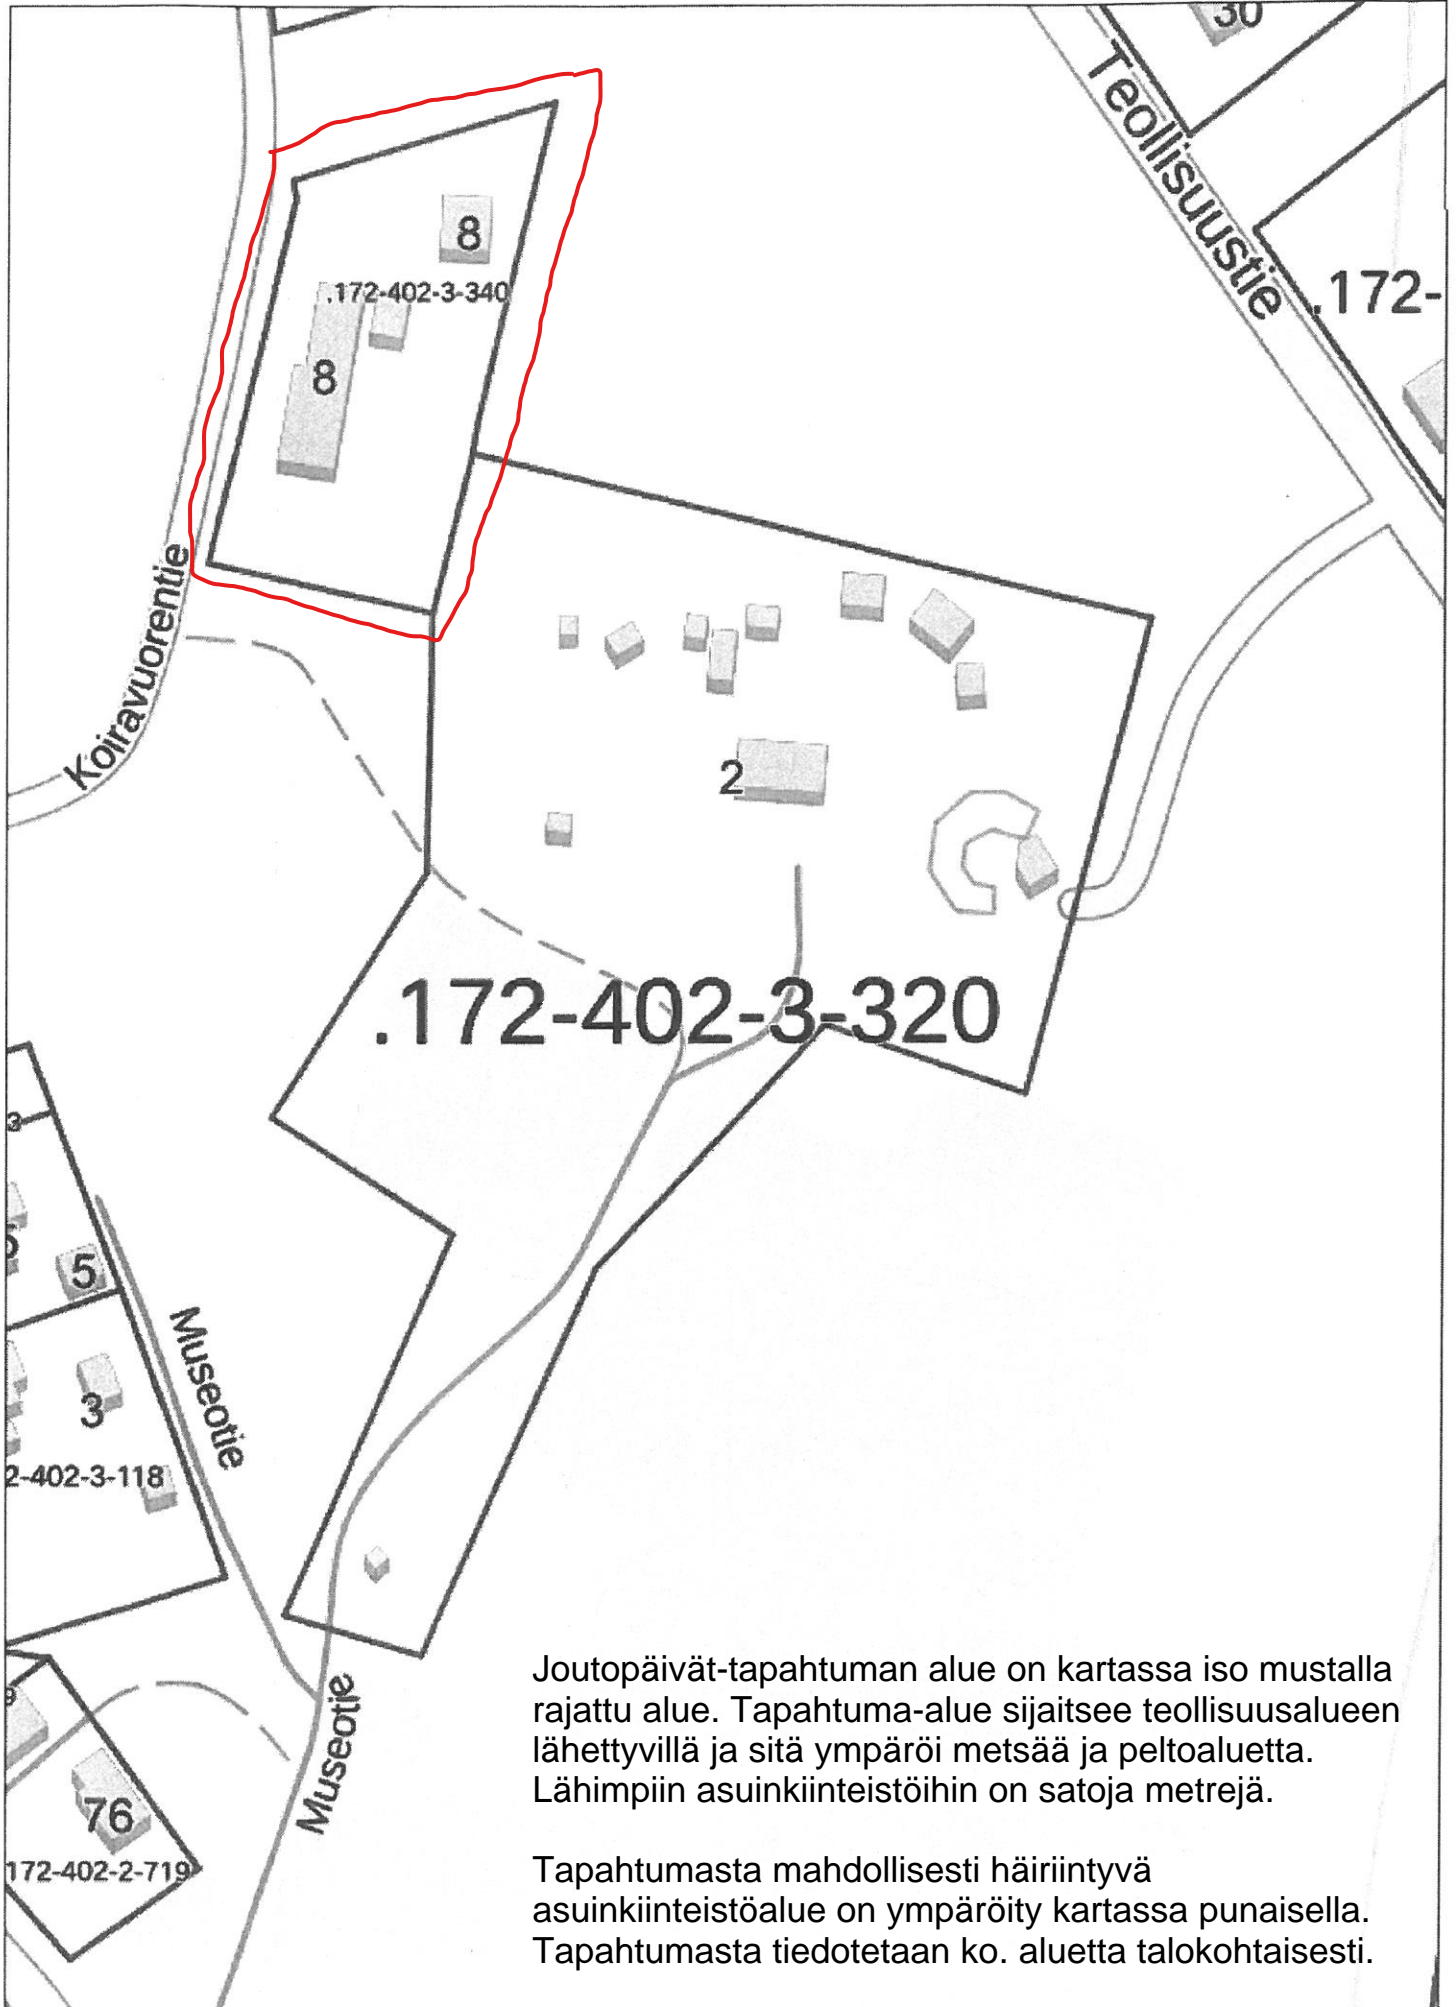 30
Teollisuustie
8
.172-402-3-340
.172-
8
Koiravuorentie
2
.172-402-3-320
3
5
Museotie
3
2-402-3-118
Museotie
76
172-402-2-719
Joutopäivät-tapahtuman alue on kartassa iso mustalla
rajattu alue. Tapahtuma-alue sijaitsee teollisuusalueen
lähettyvillä ja sitä ympäröi metsää ja peltoaluetta.
Lähimpiin asuinkiinteistöihin on satoja metrejä.
Tapahtumasta mahdollisesti häiriintyvä
asuinkiinteistöalue on ympäröity kartassa punaisella.
Tapahtumasta tiedotetaan ko. aluetta talokohtaisesti.